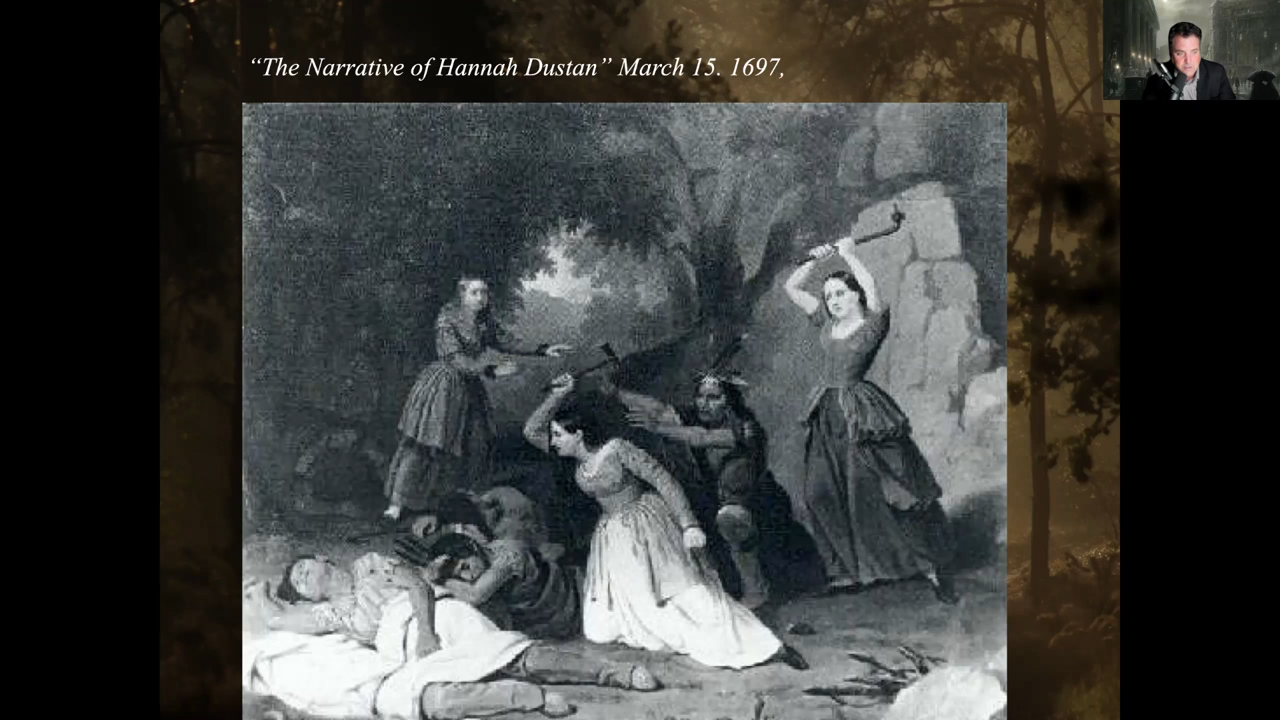 “The Narrative of Hannah Dustan” March 15. 1697,